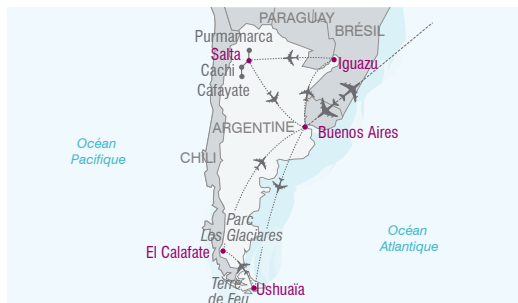 PARAGUAY
BRÉSIL
Purmamarca
Salta
Iguazu
Cachi
Cafayate
ARGENTINE
Buenos Aires
Océan
Pacifique
CHILI
Parc
Los Glaciares
Océan
Atlantique
El Calafate
Terre
de Feu
Ushuaïa